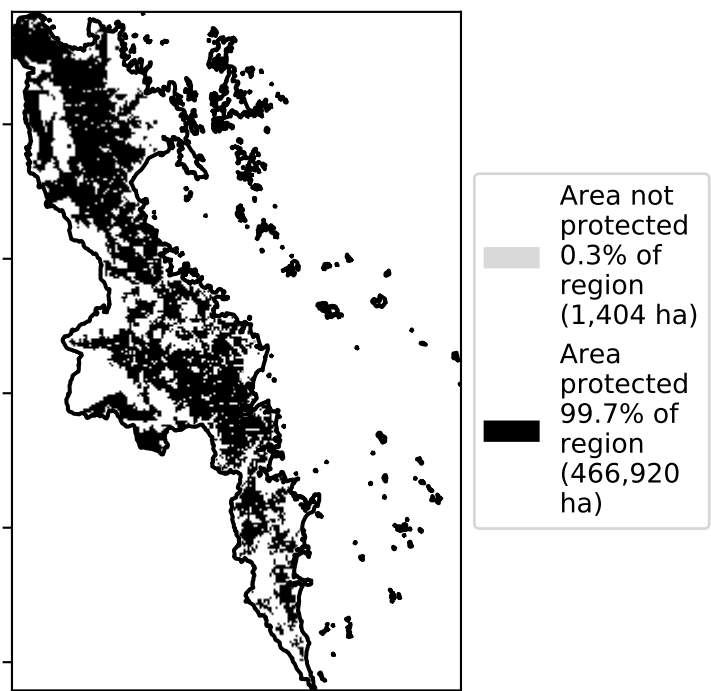 Area not
protected
0.3% of
region
(1,404 ha)
Area
protected
99.7% of
region
(466,920
ha)